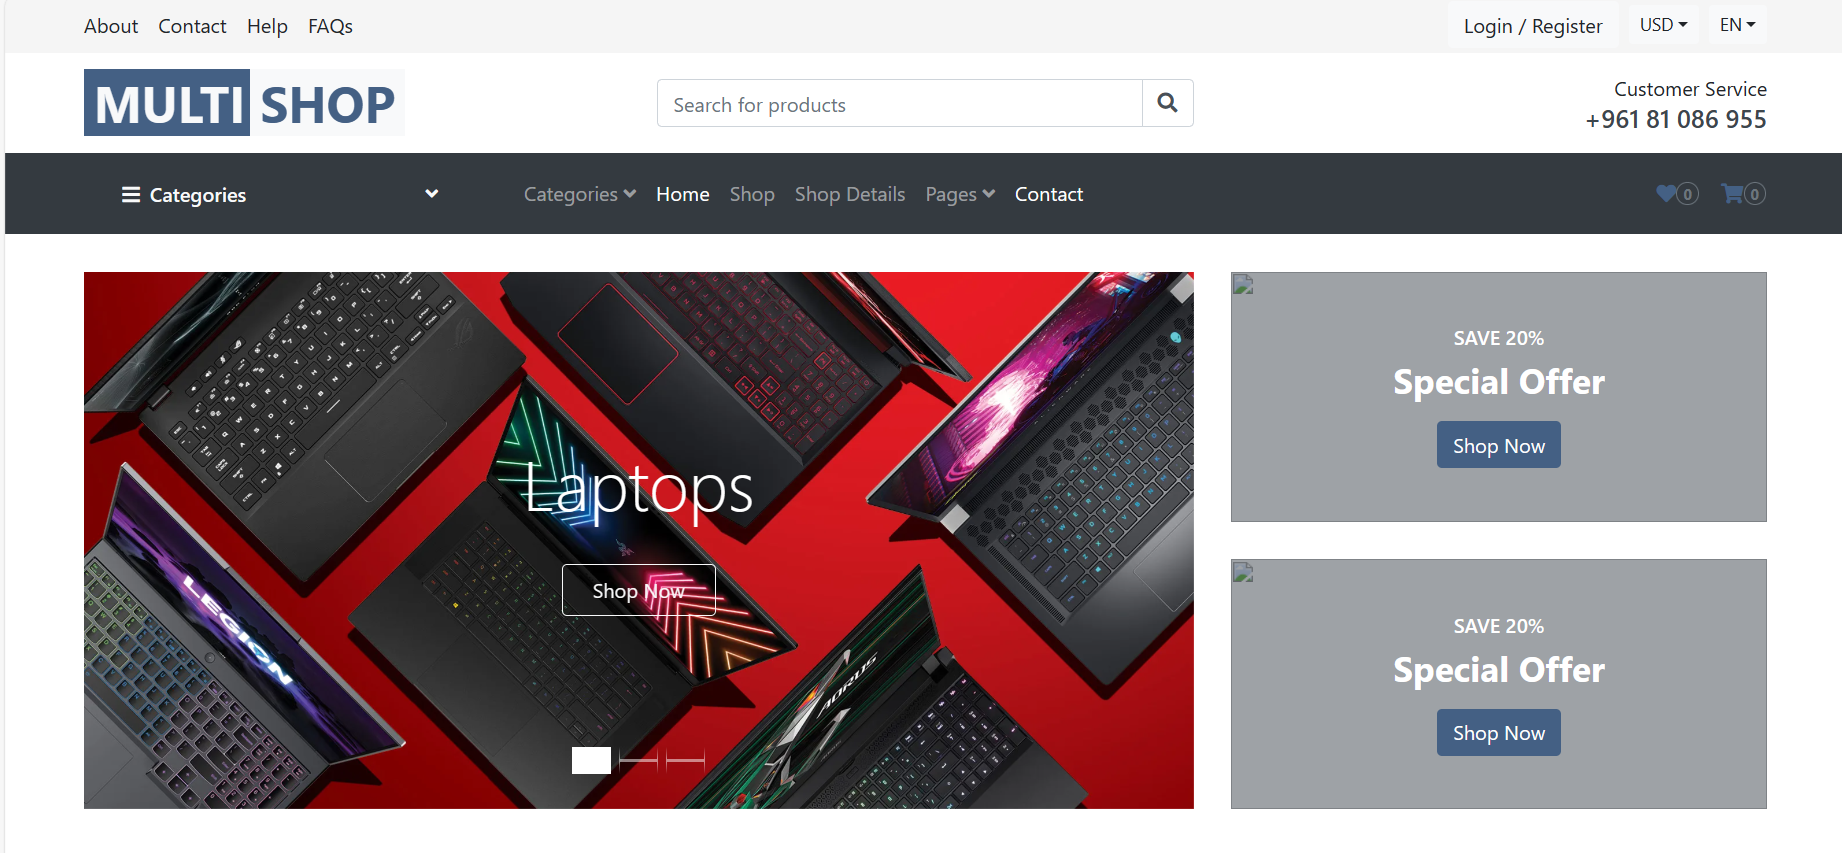 About Contact Help FAQs
Login / Register USD EN
MULTI SHOP
Search for products
Customer Service
+961 81 086 955
Categories
Categories Home Shop Shop Details Pages Contact
0 0
Laptops
Shop Now
LEGION
AORUS
SAVE 20%
Special Offer
Shop Now
SAVE 20%
Special Offer
Shop Now